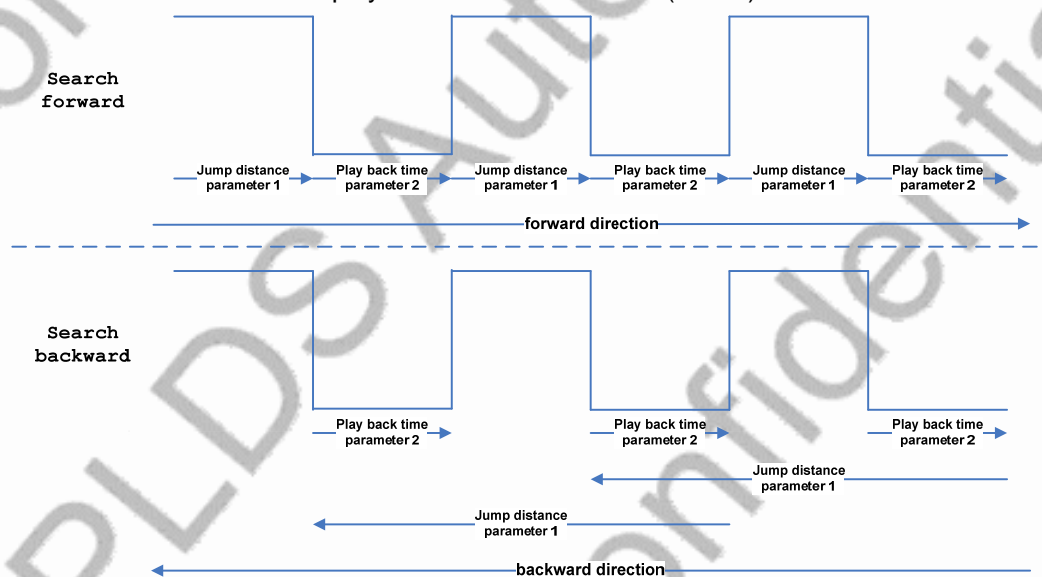 Search
forward
Jump distance
parameter 1
Play back time
parameter 2
Jump distance
parameter 1
Play back time
parameter 2
Jump distance
parameter 1
Play back time
parameter 2
forward direction
Search
backward
Play back time
parameter 2
Play back time
parameter 2
Play back time
parameter 2
Jump distance
parameter 1
Jump distance
parameter 1
backward direction
PLDS Auto
Confidential